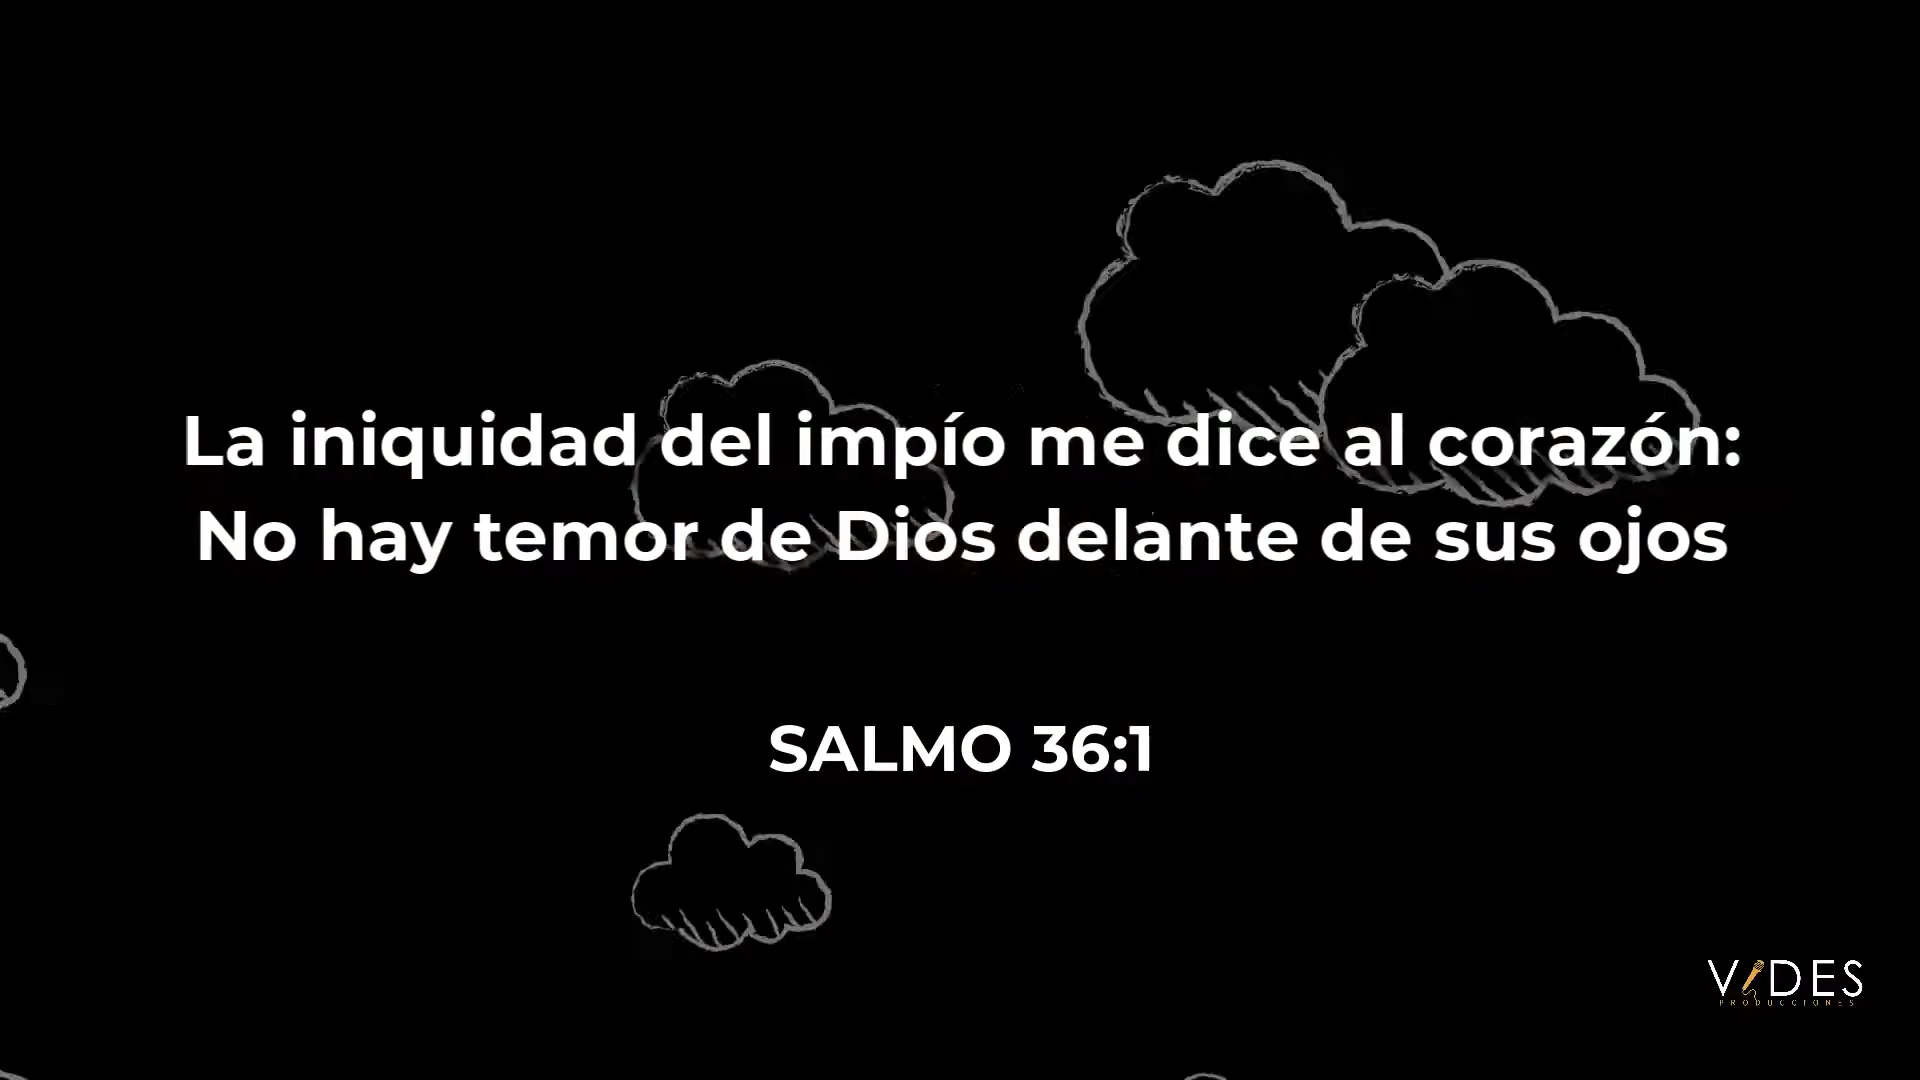 La iniquidad del impío me dice al corazón:
No hay temor de Dios delante de sus ojos
SALMO 36:1
VIDES
PRODUCCIONES